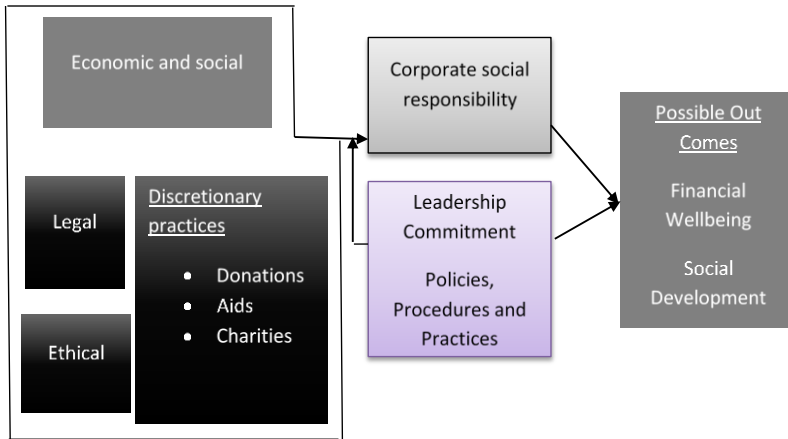 Economic and social
Legal
Ethical
Discretionary
practices
• Donations
• Aids
• Charities
Corporate social
responsibility
Leadership
Commitment
Policies,
Procedures and
Practices
Possible Out
Comes
Financial
Wellbeing
Social
Development